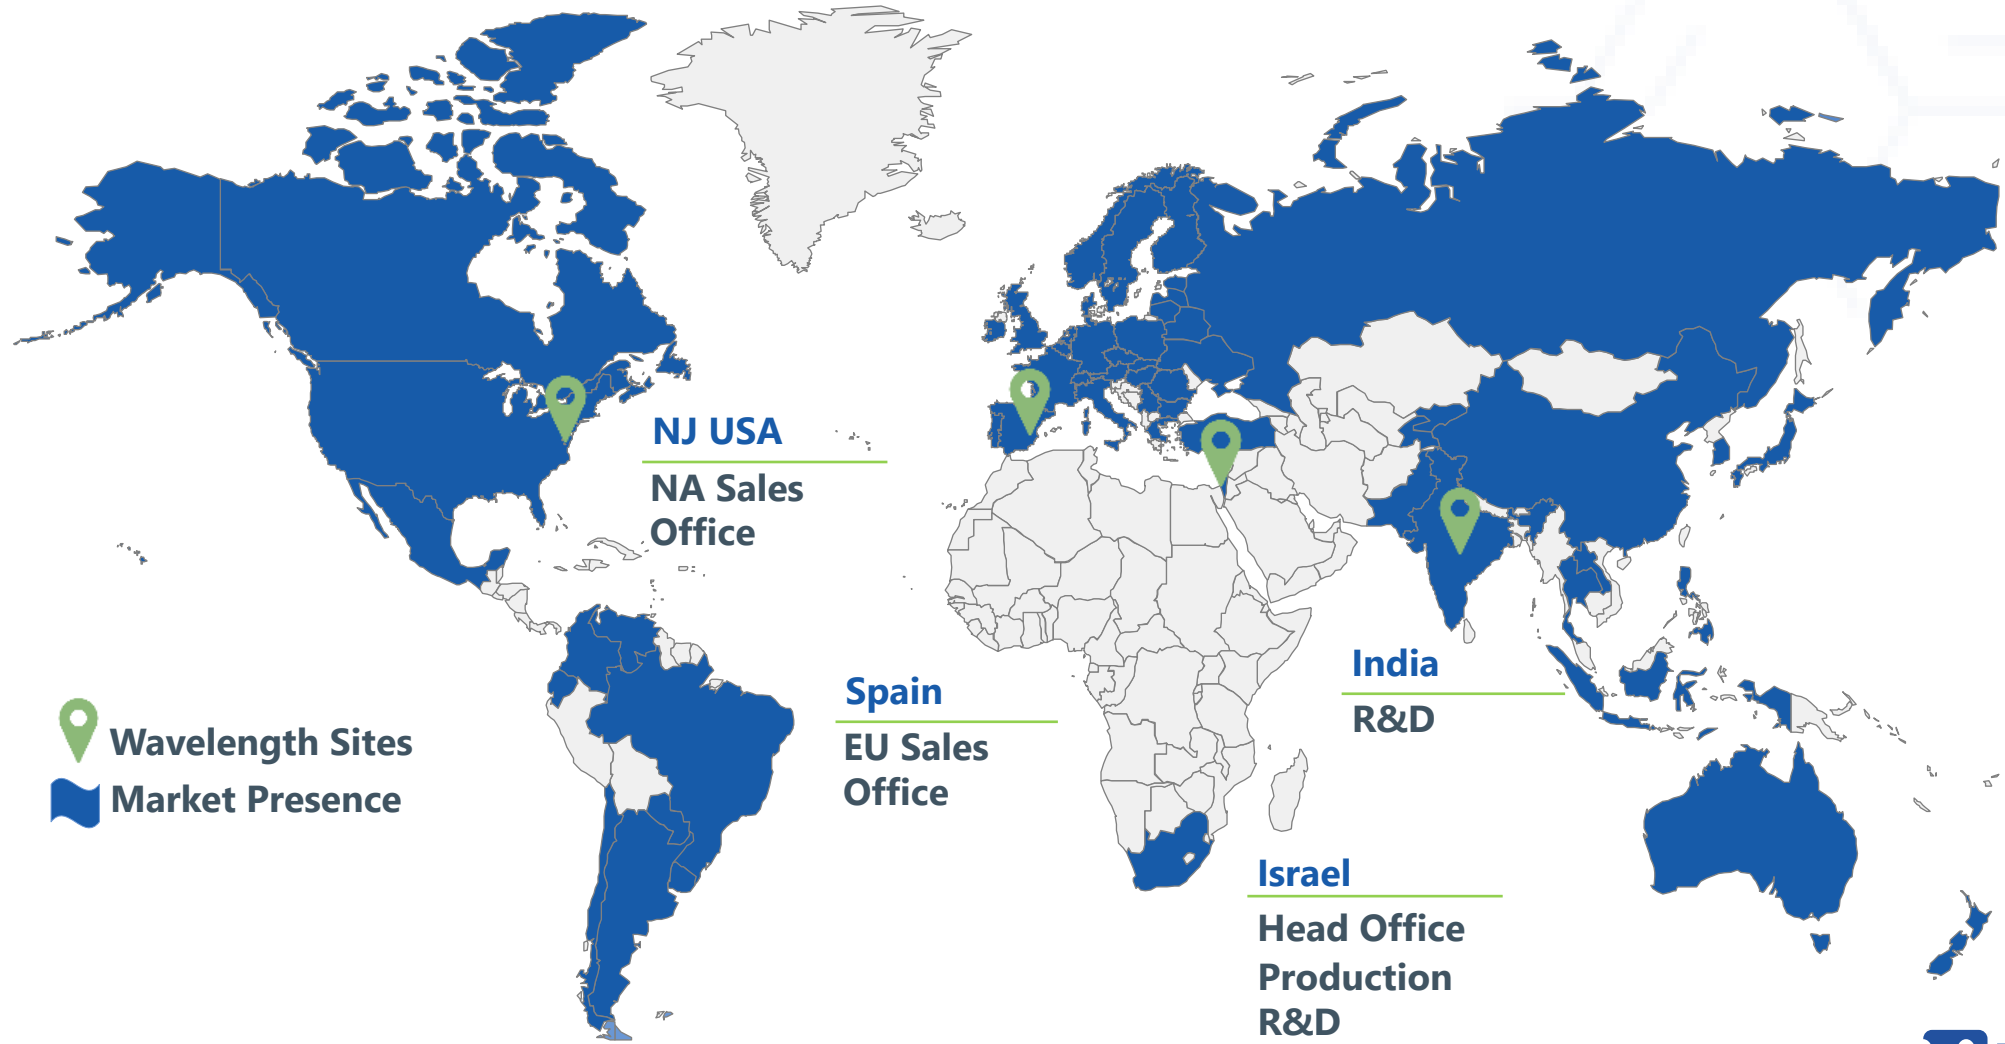 NJ USA
NA Sales
Office
Spain
EU Sales
Office
India
R&D
Israel
Head Office
Production
R&D
Wavelength Sites
Market Presence